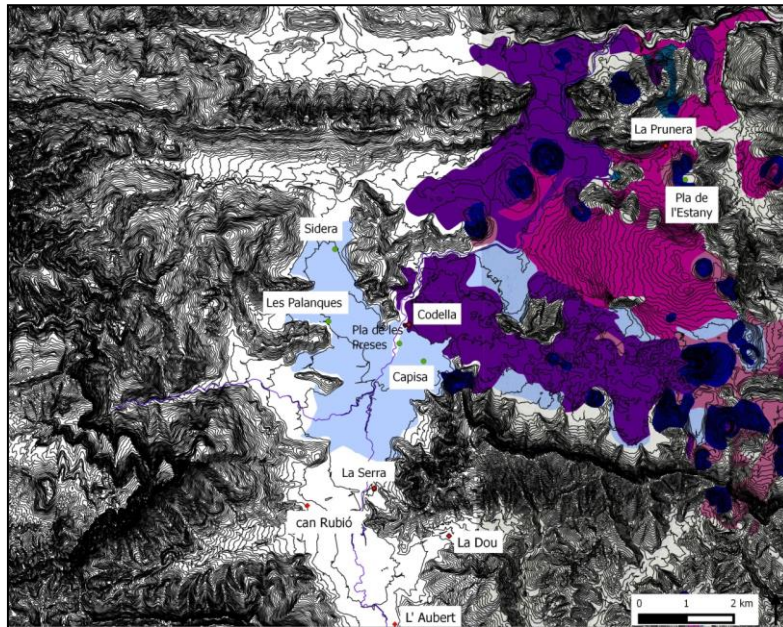 La Prunera
Pla de
l'Estany
Sidera
Les Palanques
Codella
Pla de les
Preses
Capisa
La Serra
can Rubió
La Dou
L' Aubert
0 1 2 km